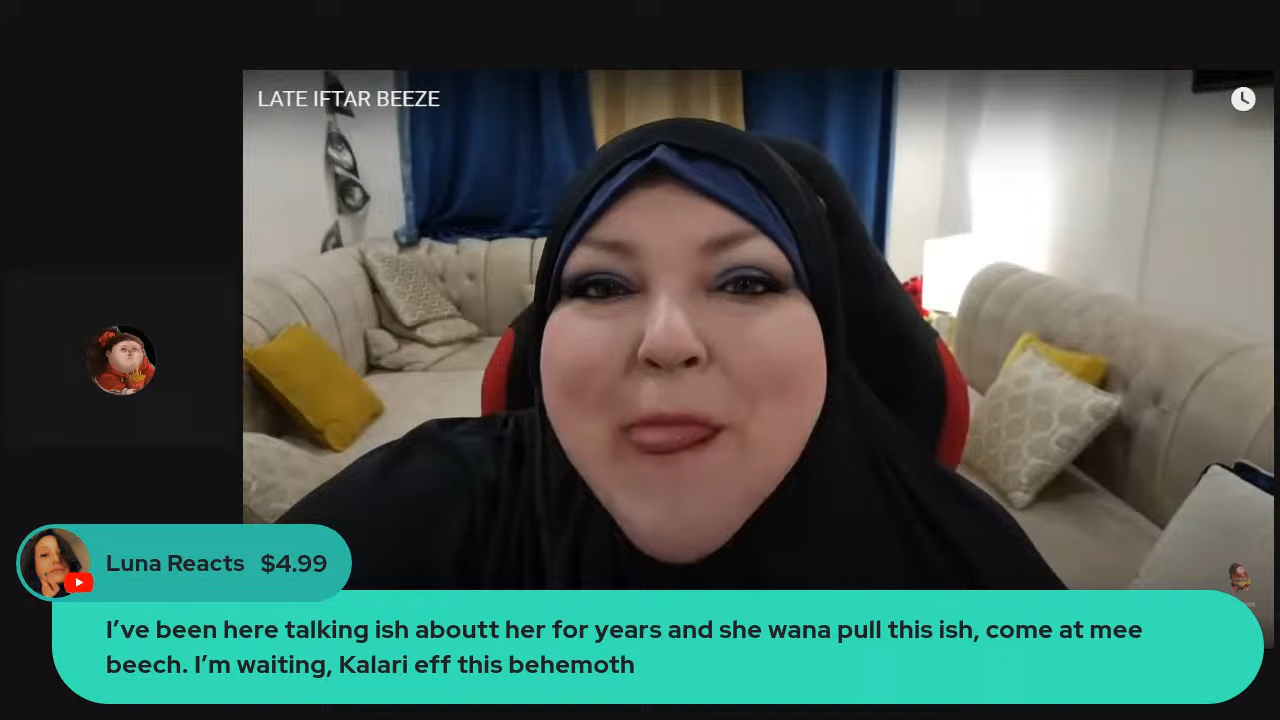 LATE IFTAR BEEZE
Luna Reacts $4.99
I’ve been here talking ish aboutt her for years and she wana pull this ish, come at mee
beech. I’m waiting, Kalari eff this behemoth